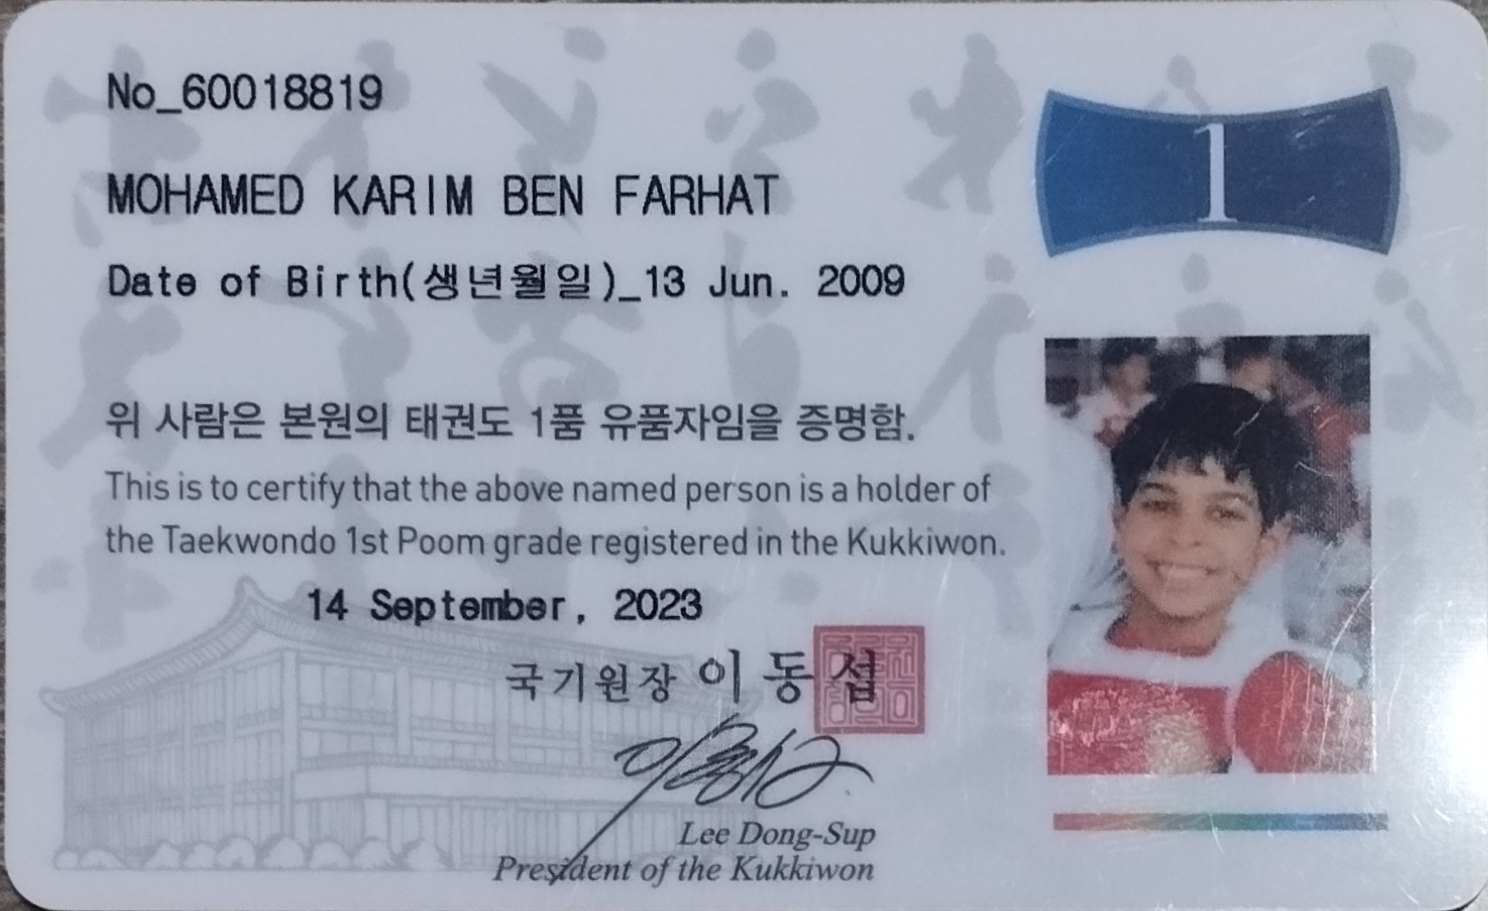 No_60018819
1
MOHAMED KARIM BEN FARHAT
Date of Birth(생년월일)_13 Jun. 2009
위 사람은 본원의 태권도 1품 유품자임을 증명함.
This is to certify that the above named person is a holder of
the Taekwondo 1st Poom grade registered in the Kukkiwon.
14 September, 2023
국기원장 이동섭
Lee Dong-Sup
President of the Kukkiwon